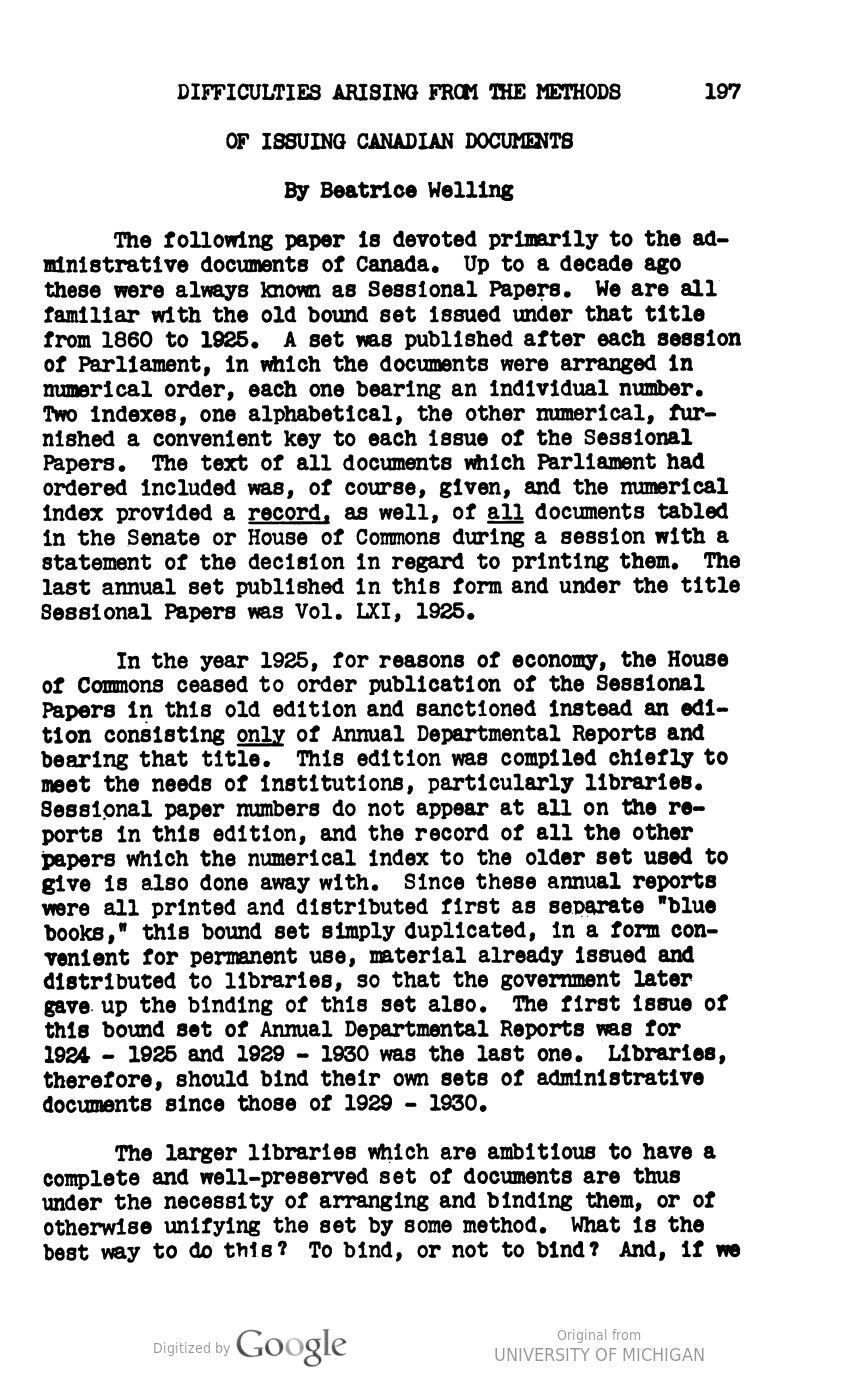 DIFFICULTIES ARISING FROM THE METHODS 197
OF ISSUING CANADIAN DOCUMENTS
By Beatrice Welling
The following paper is devoted primarily to the ad-
ministrative documents of Canada. Up to a decade ago
these were always known as Sessional Papers. We are all
familiar with the old bound set issued under that title
from 1860 to 1925. A set was published after each session
of Parliament, in which the documents were arranged in
numerical order, each one bearing an individual number.
Two indexes, one alphabetical, the other numerical, fur-
nished a convenient key to each issue of the Sessional
Papers. The text of all documents which Parliament had
ordered included was, of course, given, and the numerical
index provided a record, as well, of all documents tabled
in the Senate or House of Commons during a session with a
statement of the decision in regard to printing them. The
last annual set published in this form and under the title
Sessional Papers was Vol. LXI, 1925.
In the year 1925, for reasons of economy, the House
of Commons ceased to order publication of the Sessional
Papers in this old edition and sanctioned instead an edi-
tion consisting only of Annual Departmental Reports and
bearing that title. This edition was compiled chiefly to
meet the needs of institutions, particularly libraries.
Sessional paper numbers do not appear at all on the re-
ports in this edition, and the record of all the other
papers which the numerical index to the older set used to
give is also done away with. Since these annual reports
were all printed and distributed first as separate "blue
books," this bound set simply duplicated, in a form con-
venient for permanent use, material already issued and
distributed to libraries, so that the government later
gave up the binding of this set also. The first issue of
this bound set of Annual Departmental Reports was for
1924 - 1925 and 1929 - 1930 was the last one. Libraries,
therefore, should bind their own sets of administrative
documents since those of 1929 - 1930.
The larger libraries which are ambitious to have a
complete and well-preserved set of documents are thus
under the necessity of arranging and binding them, or of
otherwise unifying the set by some method. What is the
best way to do this? To bind, or not to bind? And, if we
Digitized by Google
Original from
UNIVERSITY OF MICHIGAN